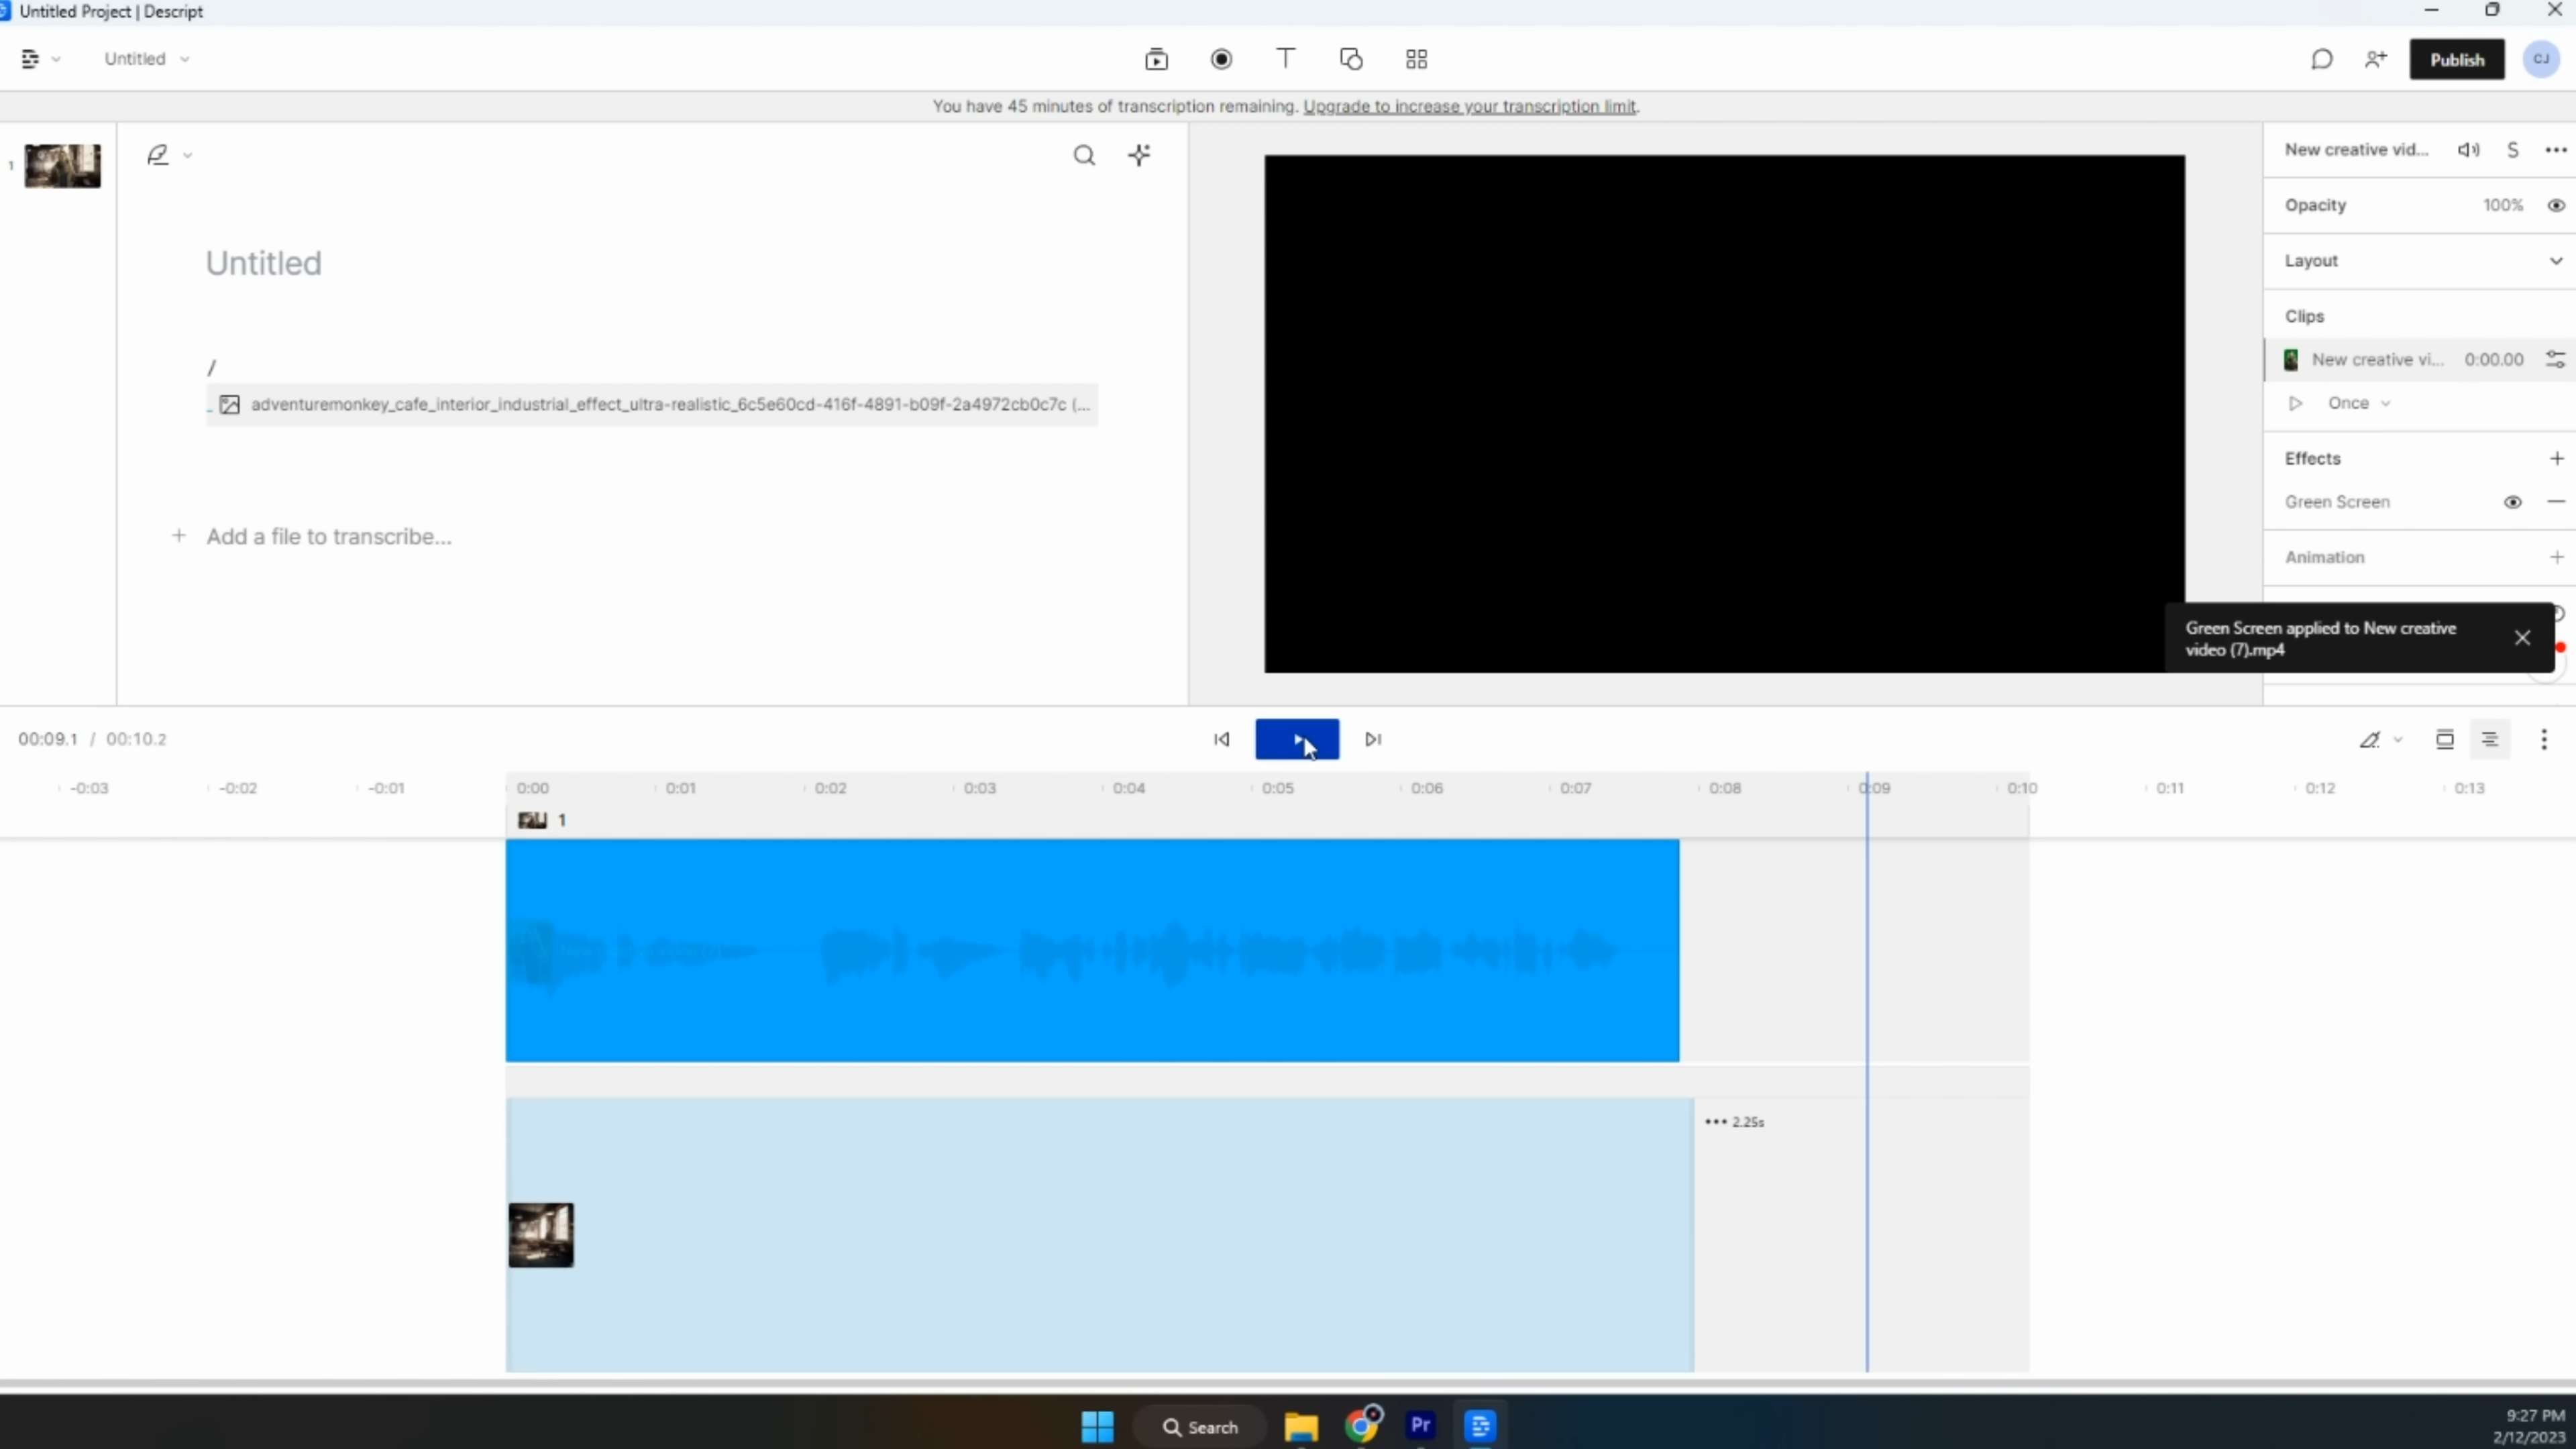 Untitled Project | Descript
Untitled
Publish
CJ
You have 45 minutes of transcription remaining. Upgrade to increase your transcription limit.
1
New creative vid...
S
Opacity
100%
Layout
Clips
New creative vi...
0:00.00
Once
Effects
Green Screen
Animation
Untitled
/
adventuremonkey_cafe_interior_industrial_effect_ultra-realistic_6c5e60cd-416f-4891-b09f-2a4972cb0c7c (...
+ Add a file to transcribe...
Green Screen applied to New creative
video (7).mp4
00:09.1 / 00:10.2
-0:03 -0:02 -0:01 0:00 0:01 0:02 0:03 0:04 0:05 0:06 0:07 0:08 0:09 0:10 0:11 0:12 0:13
1
••• 2.25s
Search
Pr
9:27 PM
2/12/2023